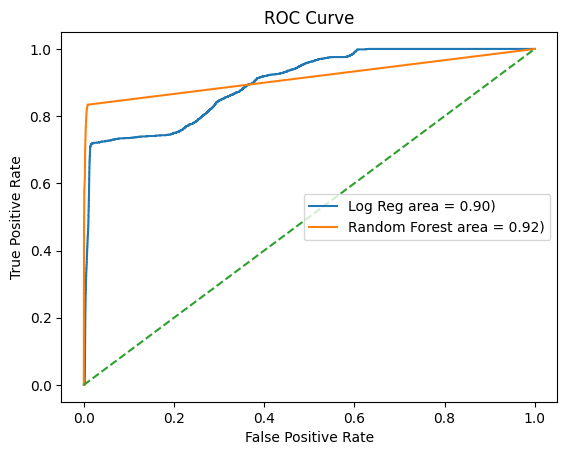 ROC Curve
1.0
0.8
0.6
0.4
0.2
0.0
True Positive Rate
Log Reg area = 0.90)
Random Forest area = 0.92)
0.0 0.2 0.4 0.6 0.8 1.0
False Positive Rate